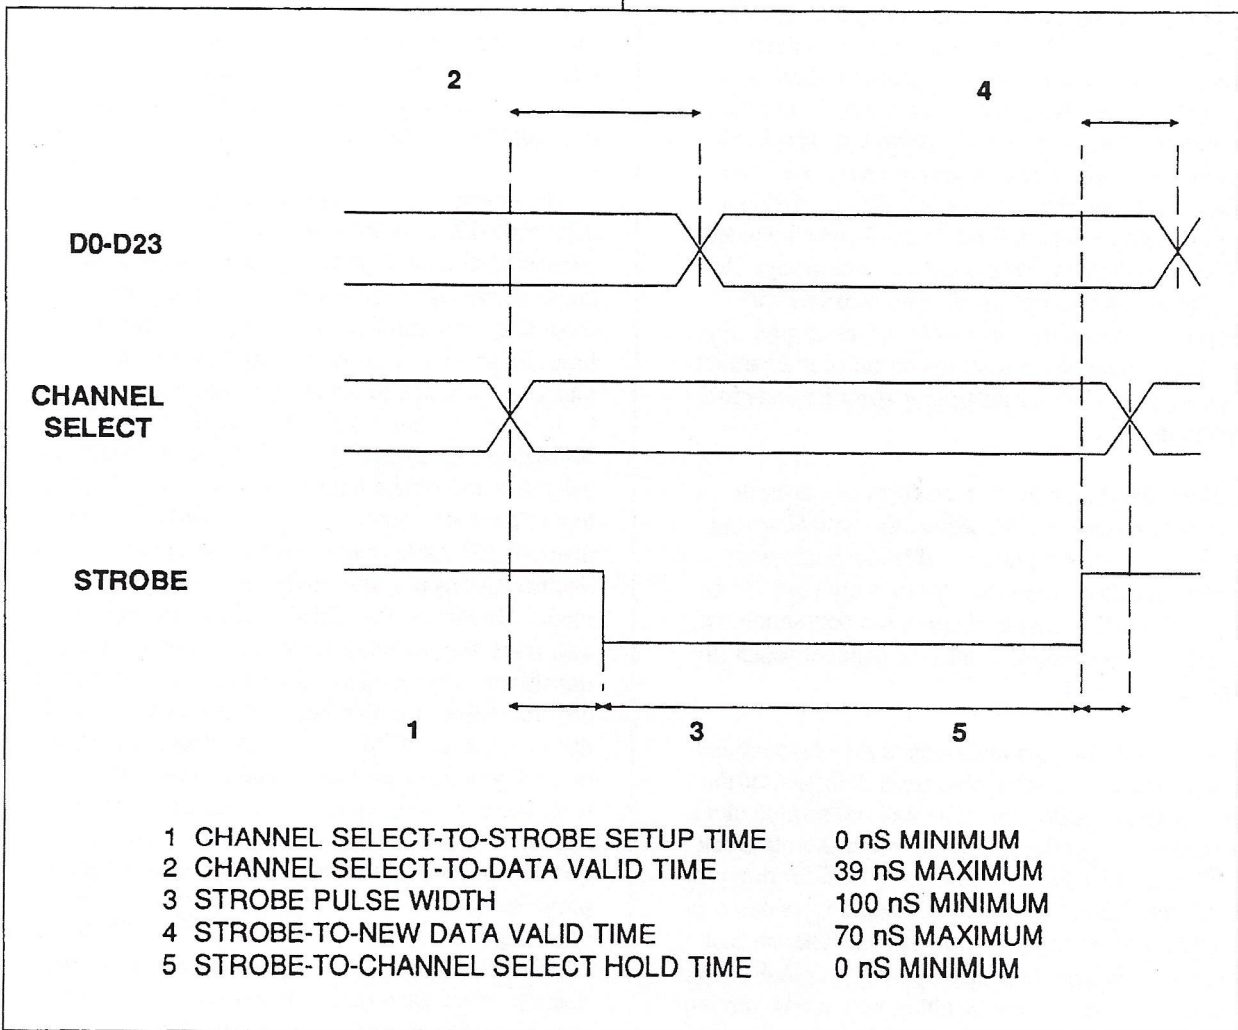 2
4
D0-D23
CHANNEL
SELECT
STROBE
1
3
5
1 CHANNEL SELECT-TO-STROBE SETUP TIME 0 nS MINIMUM
2 CHANNEL SELECT-TO-DATA VALID TIME 39 nS MAXIMUM
3 STROBE PULSE WIDTH 100 nS MINIMUM
4 STROBE-TO-NEW DATA VALID TIME 70 nS MAXIMUM
5 STROBE-TO-CHANNEL SELECT HOLD TIME 0 nS MINIMUM